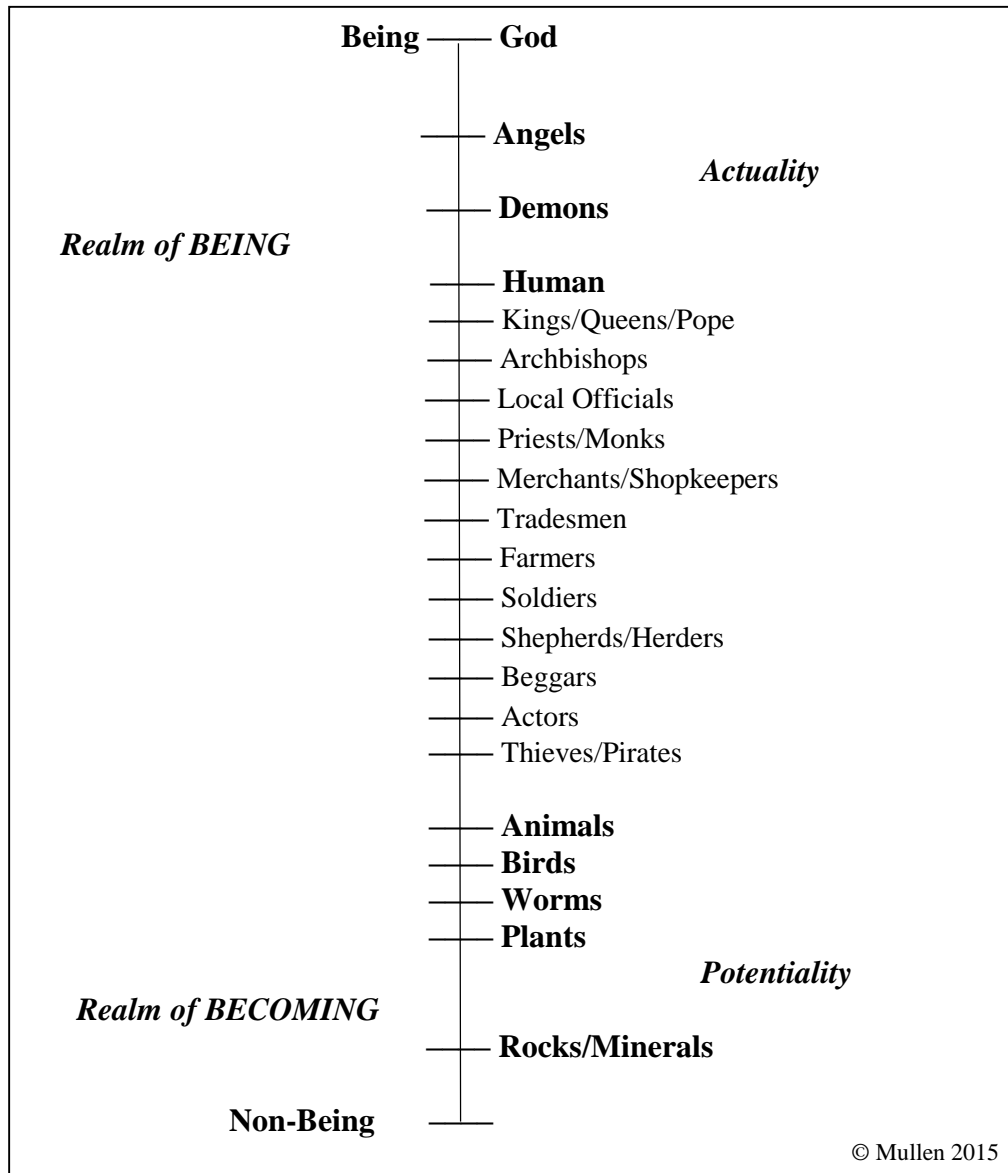 Being God
Angels
Actuality
Demons
Realm of BEING
Human
Kings/Queens/Pope
Archbishops
Local Officials
Priests/Monks
Merchants/Shopkeepers
Tradesmen
Farmers
Soldiers
Shepherds/Herders
Beggars
Actors
Thieves/Pirates
Animals
Birds
Worms
Plants
Potentiality
Realm of BECOMING
Rocks/Minerals
Non-Being
© Mullen 2015